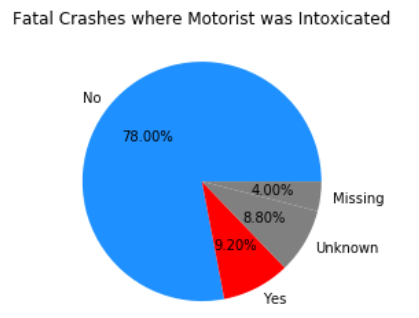 Fatal Crashes where Motorist was Intoxicated
No
78.00%
4.00%
Missing
8.80%
Unknown
9.20%
Yes